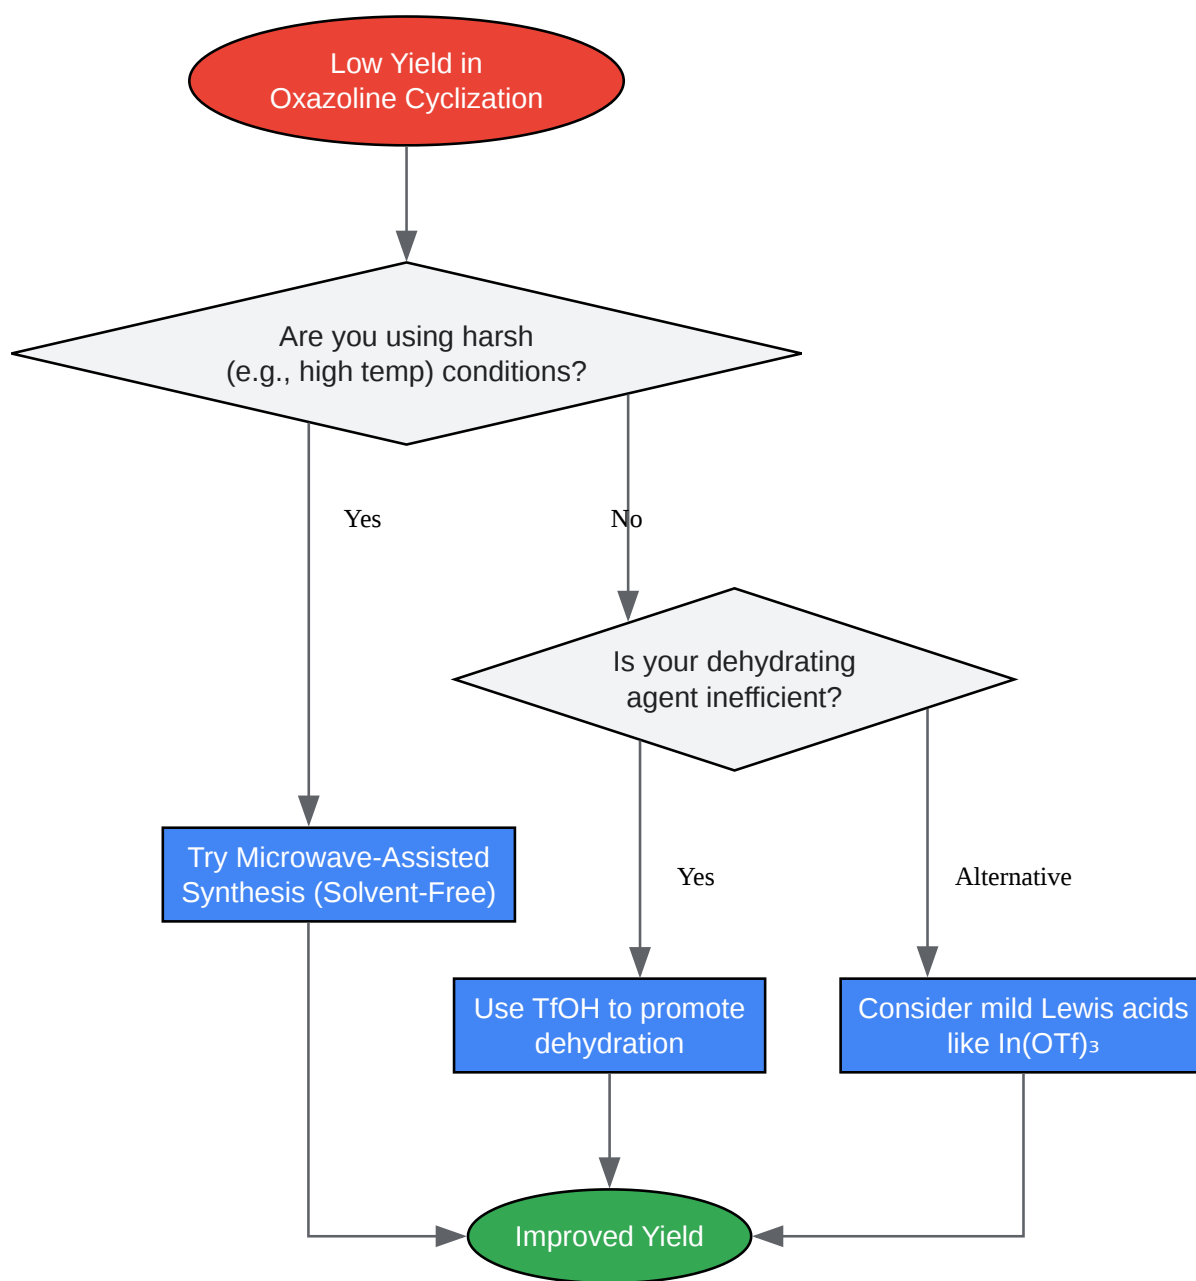 Low Yield in
Oxazoline Cyclization
Are you using harsh
(e.g., high temp) conditions?
Yes
No
Is your dehydrating
agent inefficient?
Try Microwave-Assisted
Synthesis (Solvent-Free)
Yes
Alternative
Use TfOH to promote
dehydration
Consider mild Lewis acids
like In(OTf)₃
Improved Yield